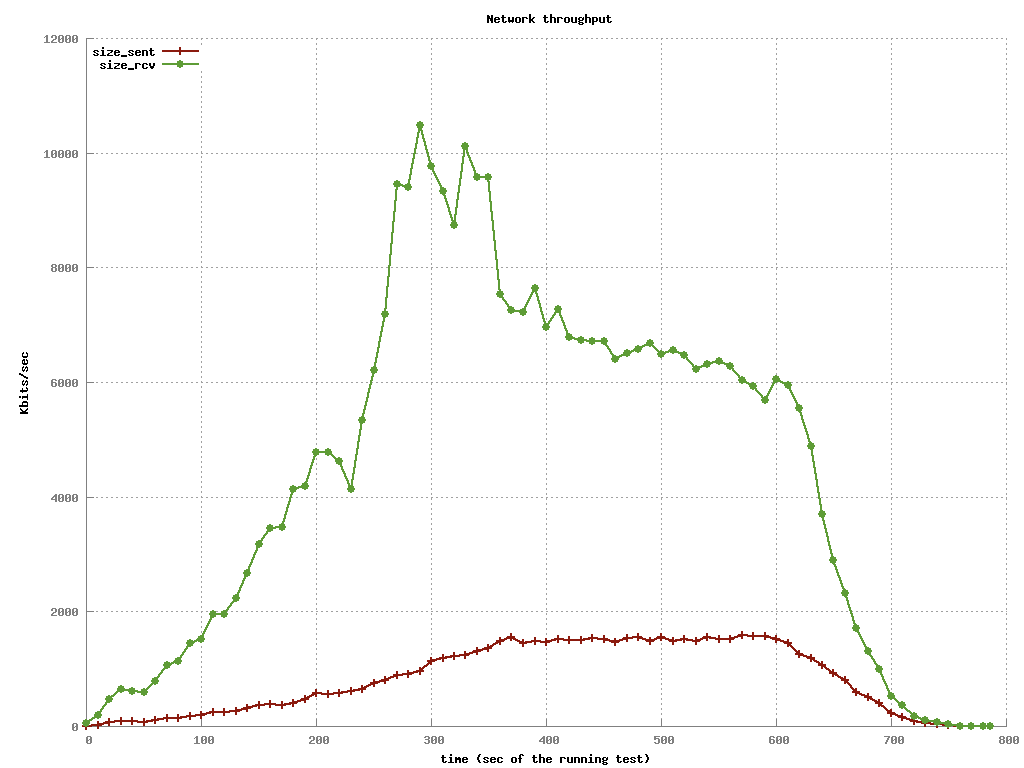 Network throughput
size_sent
size_rcv
12000
10000
8000
6000
4000
2000
0
Kbits/sec
0 100 200 300 400 500 600 700 800
time (sec of the running test)